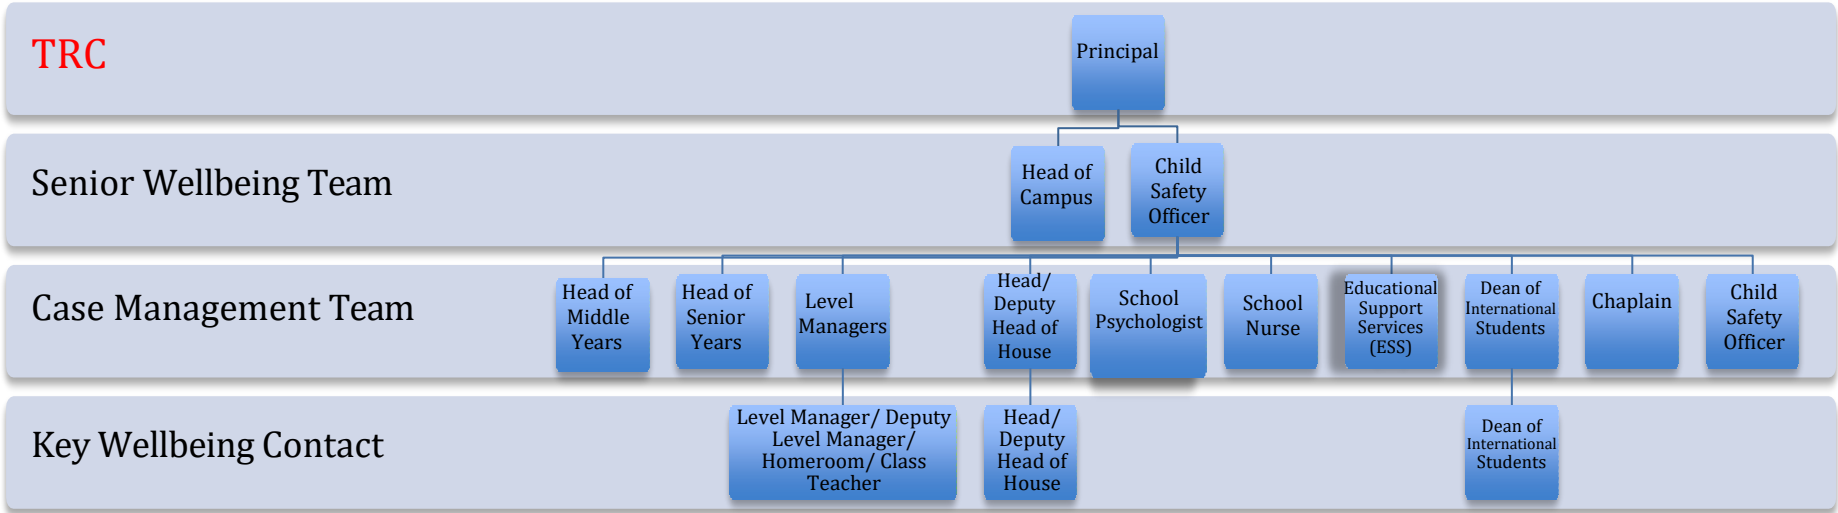 TRC
Principal
Senior Wellbeing Team
Head of
Campus
Child
Safety
Officer
Case Management Team
Head of
Middle
Years
Head of
Senior
Years
Level
Managers
Head/
Deputy
Head of
House
School
Psychologist
School
Nurse
Educational
Support
Services
(ESS)
Dean of
International
Students
Chaplain
Child
Safety
Officer
Key Wellbeing Contact
Level Manager/ Deputy
Level Manager/
Homeroom/ Class
Teacher
Head/
Deputy
Head of
House
Dean of
International
Students